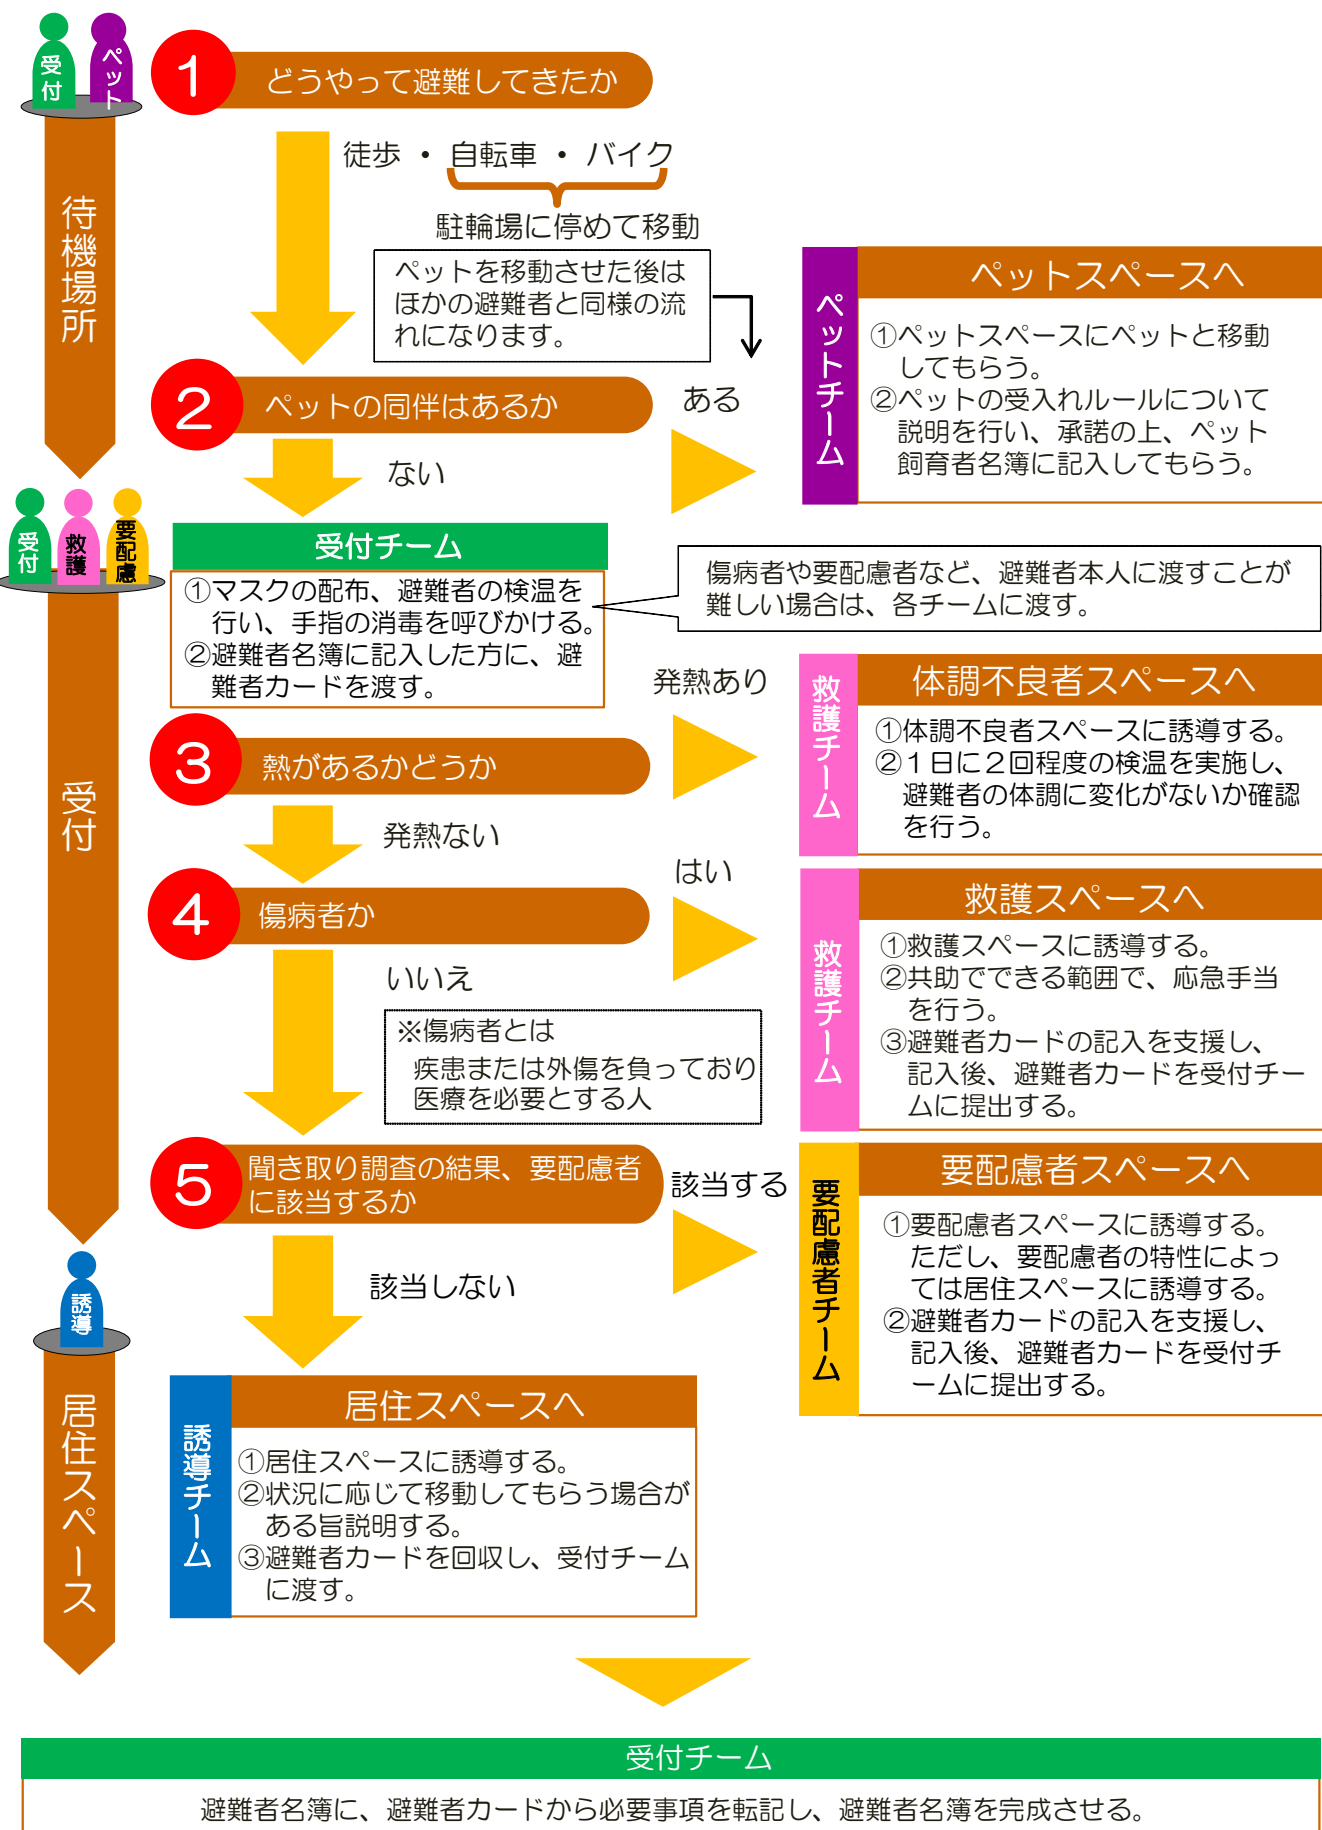 受付
ペット
1
どうやって避難してきたか
徒歩 ・ 自転車 ・ バイク
駐輪場に停めて移動
待機場所
ペットを移動させた後は
ほかの避難者と同様の流
れになります。
2
ペットの同伴はあるか
ある
ない
ペットチーム
ペットスペースへ
①ペットスペースにペットと移動
してもらう。
②ペットの受入れルールについて
説明を行い、承諾の上、ペット
飼育者名簿に記入してもらう。
受付
救護
要配慮
受付チーム
①マスクの配布、避難者の検温を
行い、手指の消毒を呼びかける。
②避難者名簿に記入した方に、避
難者カードを渡す。
傷病者や要配慮者など、避難者本人に渡すことが
難しい場合は、各チームに渡す。
受付
3
熱があるかどうか
発熱あり
発熱ない
救護チーム
体調不良者スペースへ
①体調不良者スペースに誘導する。
②１日に２回程度の検温を実施し、
避難者の体調に変化がないか確認
を行う。
4
傷病者か
はい
いいえ
※傷病者とは
疾患または外傷を負っており
医療を必要とする人
救護チーム
救護スペースへ
①救護スペースに誘導する。
②共助でできる範囲で、応急手当
を行う。
③避難者カードの記入を支援し、
記入後、避難者カードを受付チー
ムに提出する。
5
聞き取り調査の結果、要配慮者
に該当するか
該当する
該当しない
要配慮者チーム
要配慮者スペースへ
①要配慮者スペースに誘導する。
ただし、要配慮者の特性によっ
ては居住スペースに誘導する。
②避難者カードの記入を支援し、
記入後、避難者カードを受付チ
ームに提出する。
誘導
居住スペース
誘導チーム
居住スペースへ
①居住スペースに誘導する。
②状況に応じて移動してもらう場合が
ある旨説明する。
③避難者カードを回収し、受付チーム
に渡す。
受付チーム
避難者名簿に、避難者カードから必要事項を転記し、避難者名簿を完成させる。